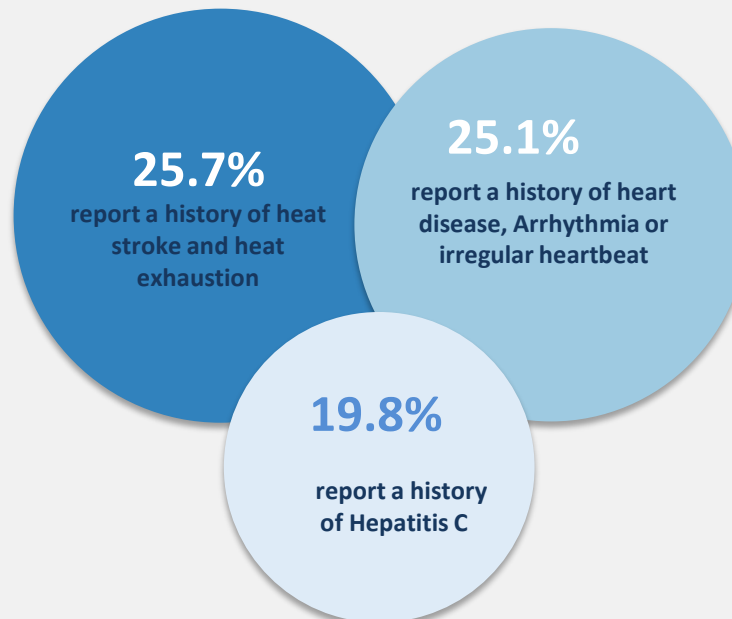 25.7%
report a history of heat
stroke and heat
exhaustion
25.1%
report a history of heart
disease, Arrhythmia or
irregular heartbeat
19.8%
report a history
of Hepatitis C